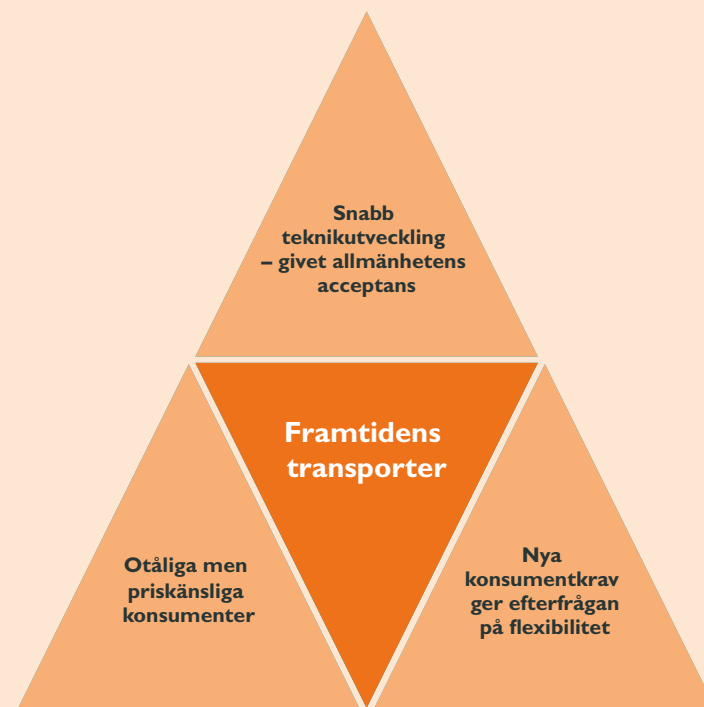 Snabb
teknikutveckling
– givet allmänhetens
acceptans
Framtidens
transporter
Otåliga men
priskänsliga
konsumenter
Nya
konsumentkrav
ger efterfrågan
på flexibilitet